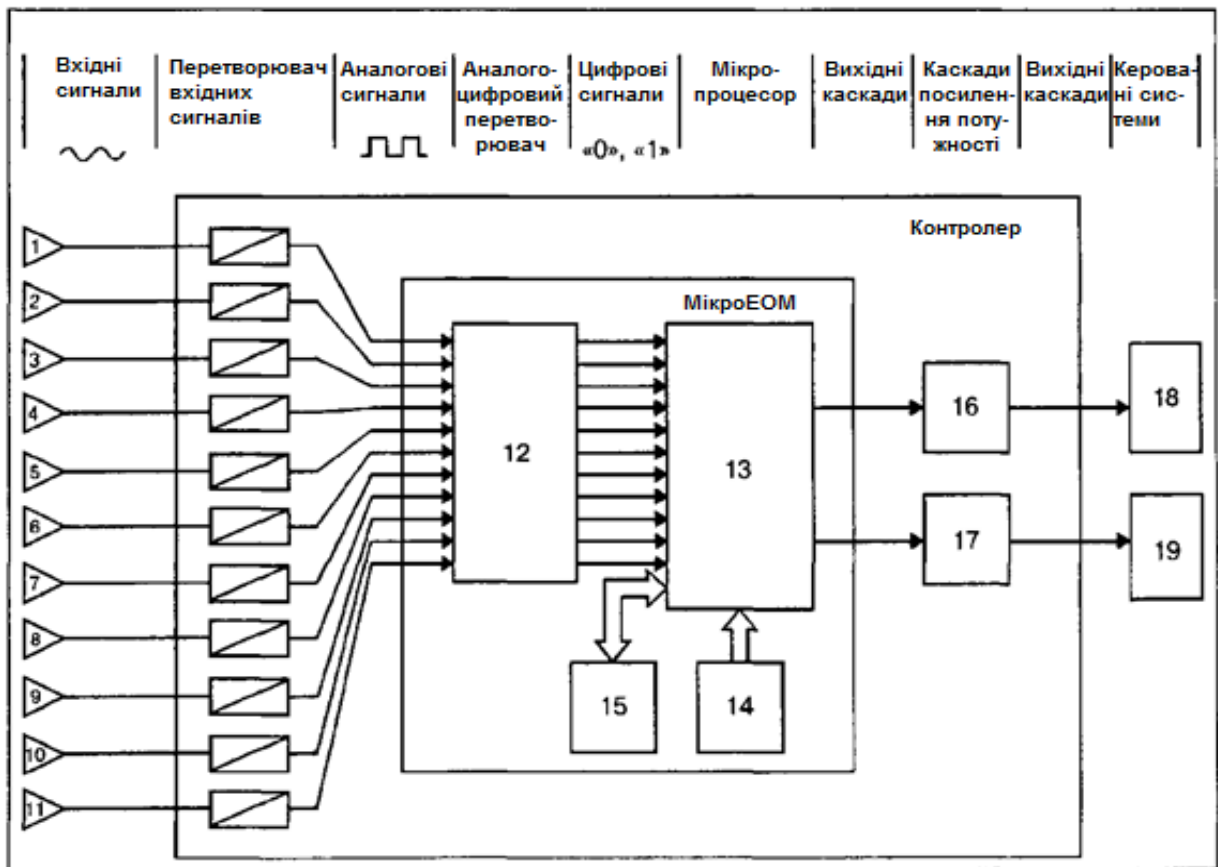 Вхідні
сигнали
Перетворювач
вхідних
сигналів
Аналогові
сигнали
Аналого-
цифровий
перетво-
рювач
Цифрові
сигнали
«0», «1»
Мікро-
процесор
Вихідні
каскади
Каскади
посилен-
ня поту-
жності
Вихідні
каскади
Керова-
ні сис-
теми
Контролер
МікроЕОМ
1
2
3
4
5
6
7
8
9
10
11
12
13
14
15
16
17
18
19